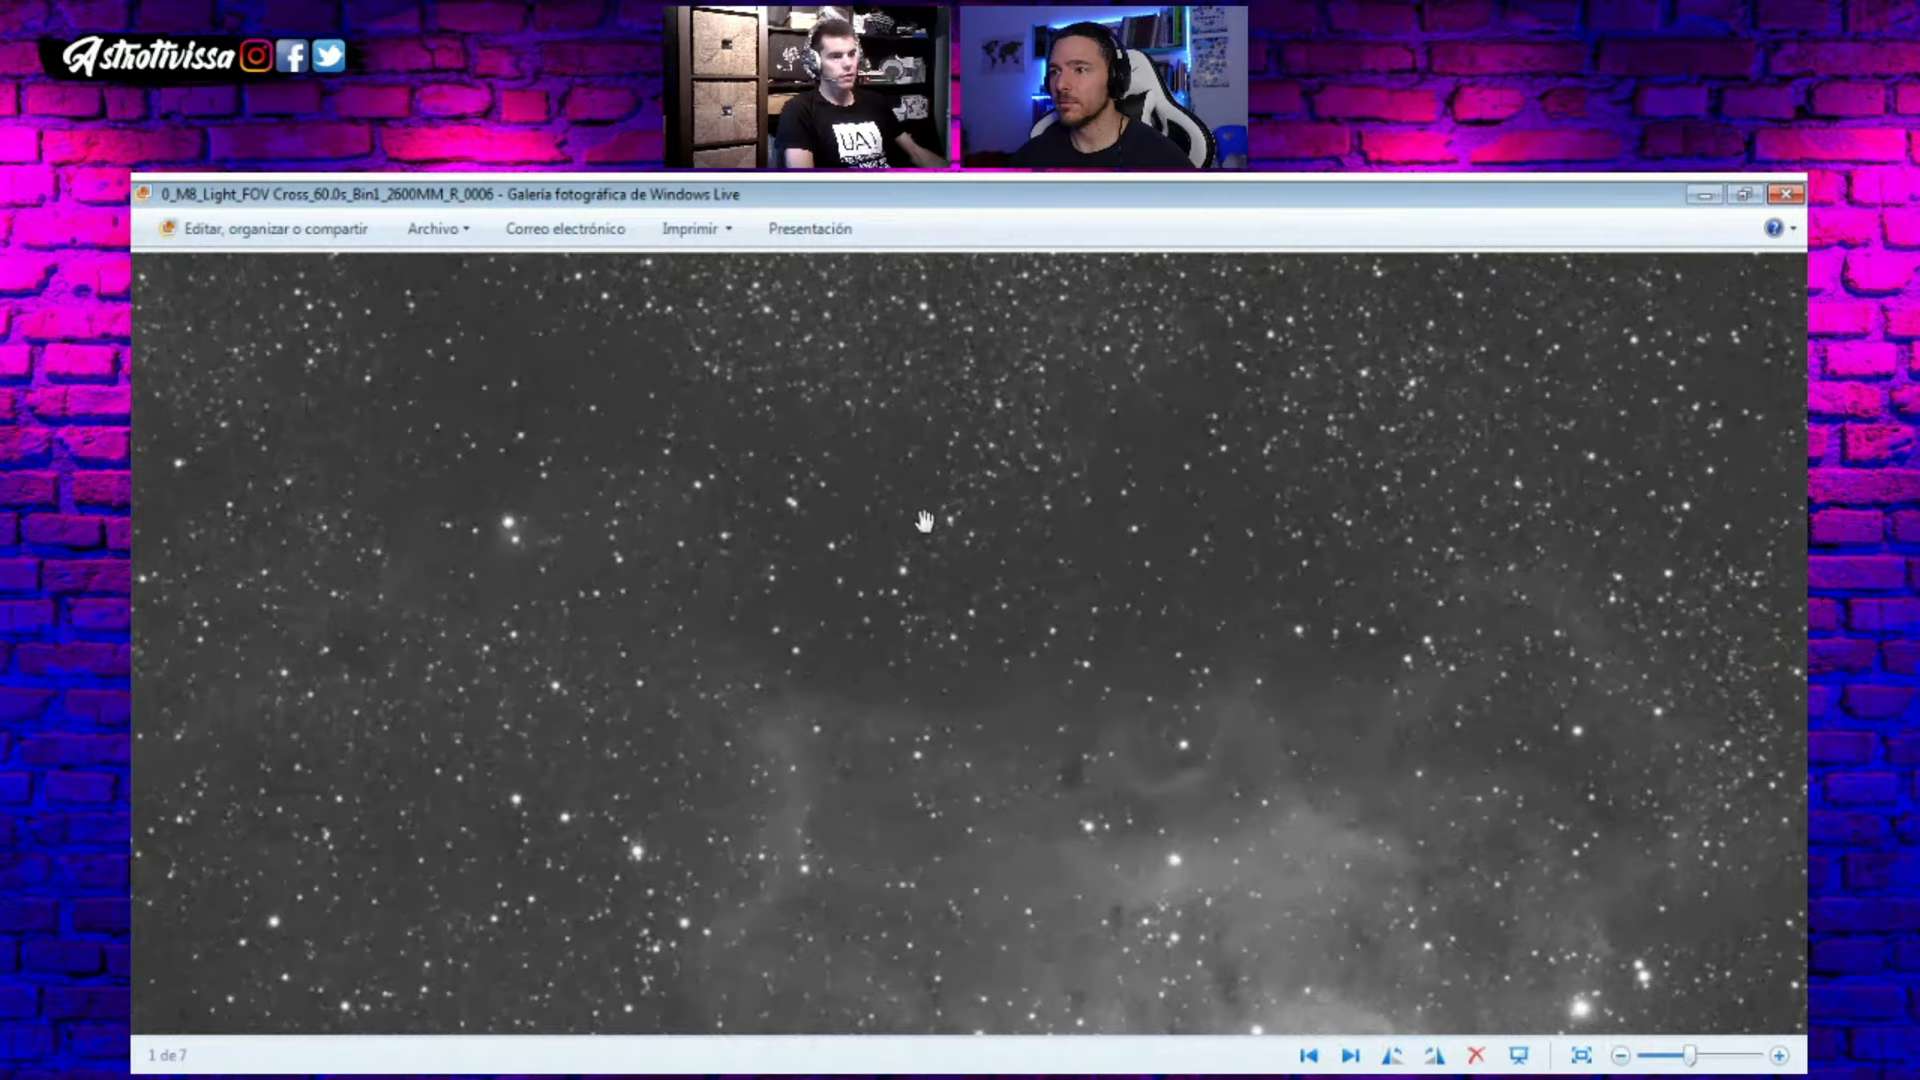 Astrotivissa
UAI
0_M8_Light_FOV Cross_60.0s_Bin1_2600MM_R_0006 - Galería fotográfica de Windows Live
Editar, organizar o compartir Archivo Correo electrónico Imprimir Presentación
1 de 7